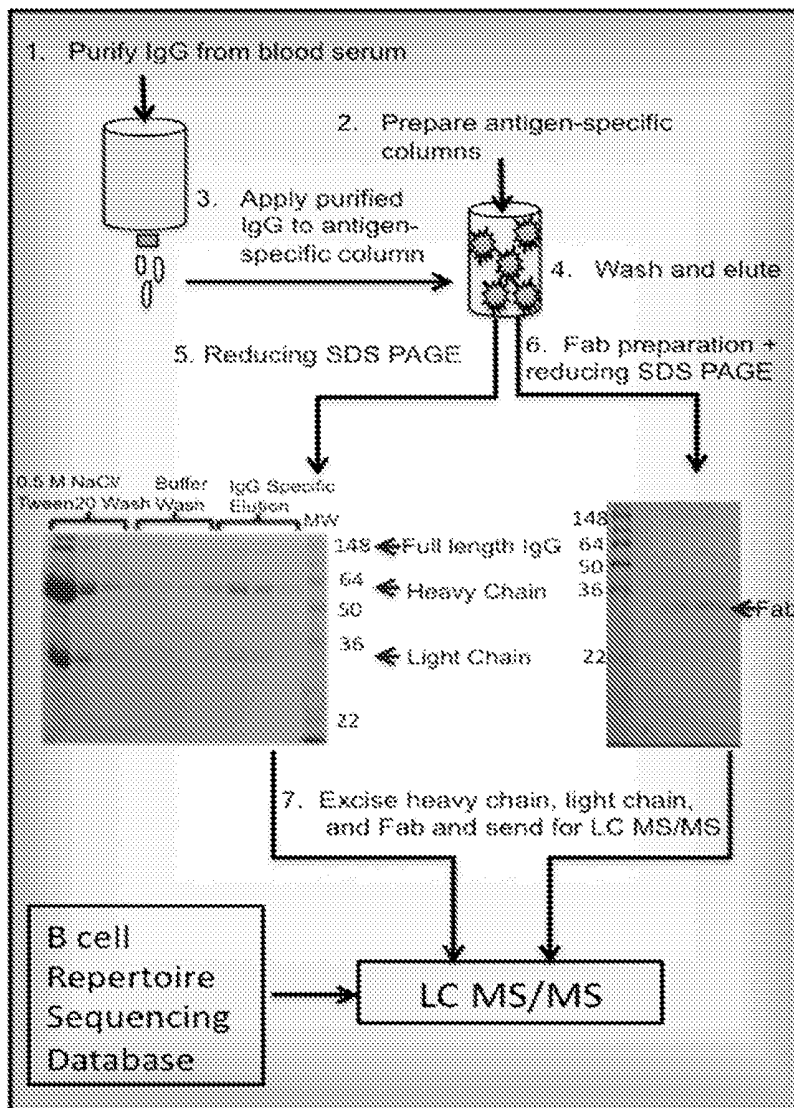 1. Purify IgG from blood serum
2. Prepare antigen-specific
columns
3. Apply purified
IgG to antigen-
specific column
4. Wash and elute
5. Reducing SDS PAGE
6. Fab preparation +
reducing SDS PAGE
0.5 M NaCl/
Tween20 Wash
Buffer
Wash
IgG Specific
Elution
MW
148
Full length IgG
64
Heavy Chain
50
36
Light Chain
22
148
64
50
36
Fab
22
7. Excise heavy chain, light chain,
and Fab and send for LC MS/MS
B cell
Repertoire
Sequencing
Database
LC MS/MS